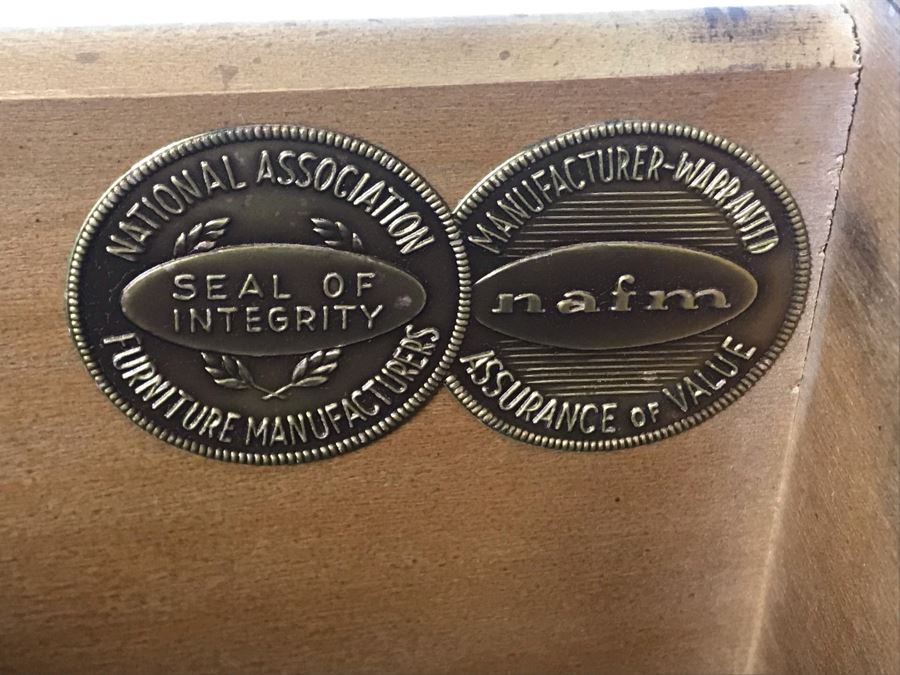 NATIONAL ASSOCIATION
SEAL OF
INTEGRITY
FURNITURE MANUFACTURERS
MANUFACTURER-WARRANTED
nafm
ASSURANCE OF VALUE